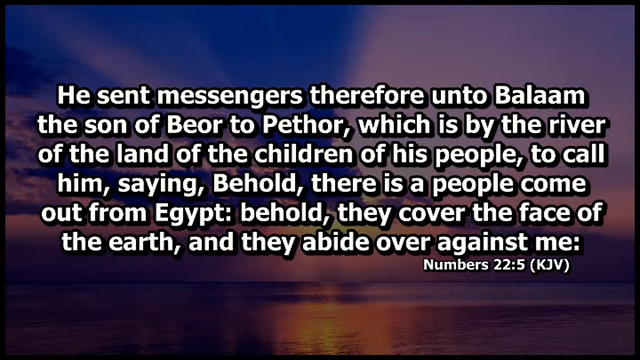 He sent messengers therefore unto Balaam
the son of Beor to Pethor, which is by the river
of the land of the children of his people, to call
him, saying, Behold, there is a people come
out from Egypt: behold, they cover the face of
the earth, and they abide over against me:
Numbers 22:5 (KJV)